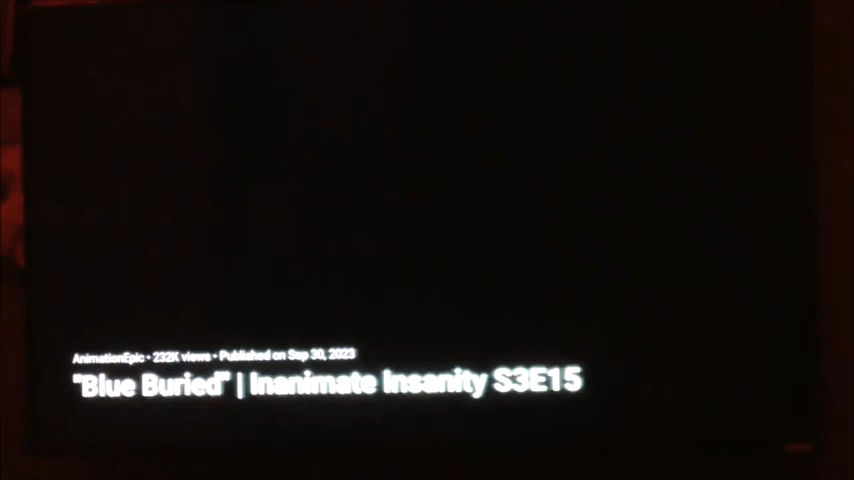 AnimationEpic • 232K views • Published on Sep 30, 2023
"Blue Buried" | Inanimate Insanity S3E15